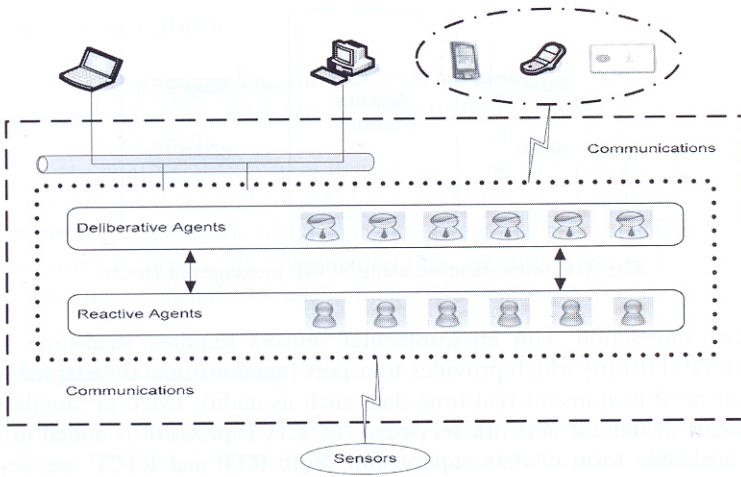 Communications
Deliberative Agents
Reactive Agents
Communications
Sensors